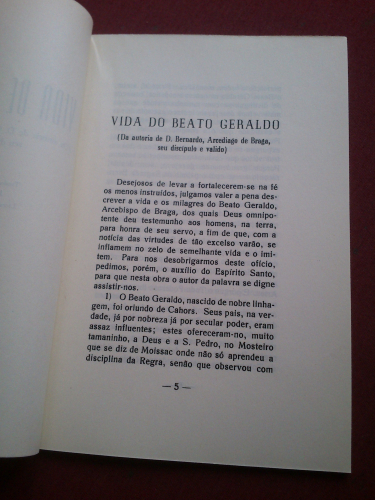 VIDA DO BEATO GERALDO
(De autoria de D. Bernardo, Arcediago de Braga,
seu discípulo e valido)
Desejosos de levar a fortalecerem-se na fé
os menos instruídos, julgamos valer a pena des-
crever a vida e os milagres do Beato Geraldo,
Arcebispo de Braga, dos quais Deus omnipo-
tente deu testemunho aos homens, na terra,
para honra de seu servo, a fim de que, com a
notícia das virtudes de tão excelso varão, se
inflamem no zelo de semelhante vida e o imi-
tem. Para nos desobrigarmos deste ofício,
pedimos, porém, o auxílio do Espírito Santo,
para que nesta obra o autor da palavra se digne
assistir-nos.
1) O Beato Geraldo, nascido de nobre linha-
gem, foi oriundo de Cahors. Seus pais, na ver-
dade, já por nobreza já por secular poder, eram
assaz influentes; estes ofereceram-no, muito
tamaninho, a Deus e a S. Pedro, no Mosteiro
que se diz de Moissac onde não só aprendeu a
disciplina da Regra, senão que observou com
— 5 —